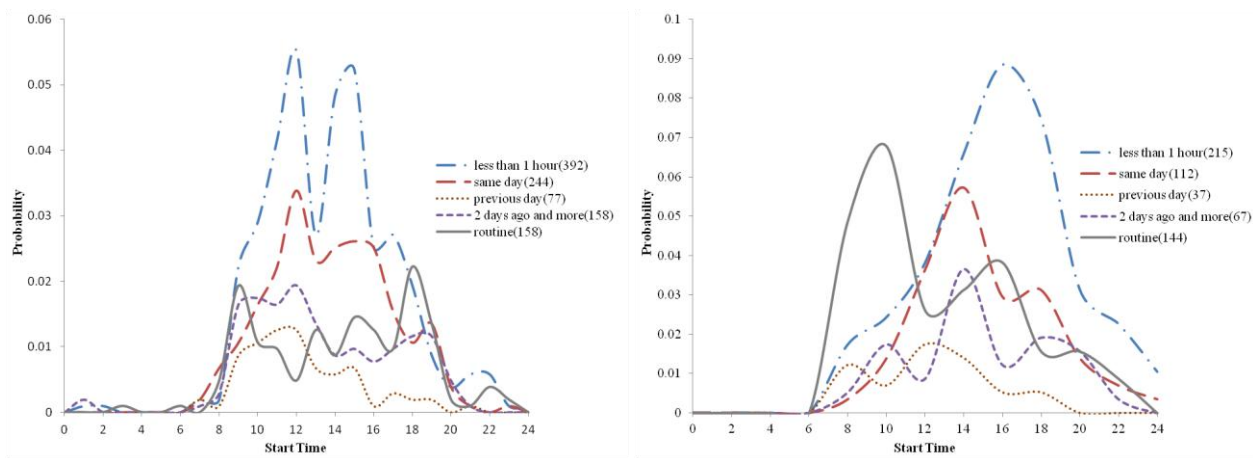 0.06
0.05
0.04
0.03
0.02
0.01
0
Probability
0 2 4 6 8 10 12 14 16 18 20 22 24
Start Time
less than 1 hour(392)
same day(244)
previous day(77)
2 days ago and more(158)
routine(158)
0.1
0.09
0.08
0.07
0.06
0.05
0.04
0.03
0.02
0.01
0
Probability
0 2 4 6 8 10 12 14 16 18 20 22 24
Start Time
less than 1 hour(215)
same day(112)
previous day(37)
2 days ago and more(67)
routine(144)